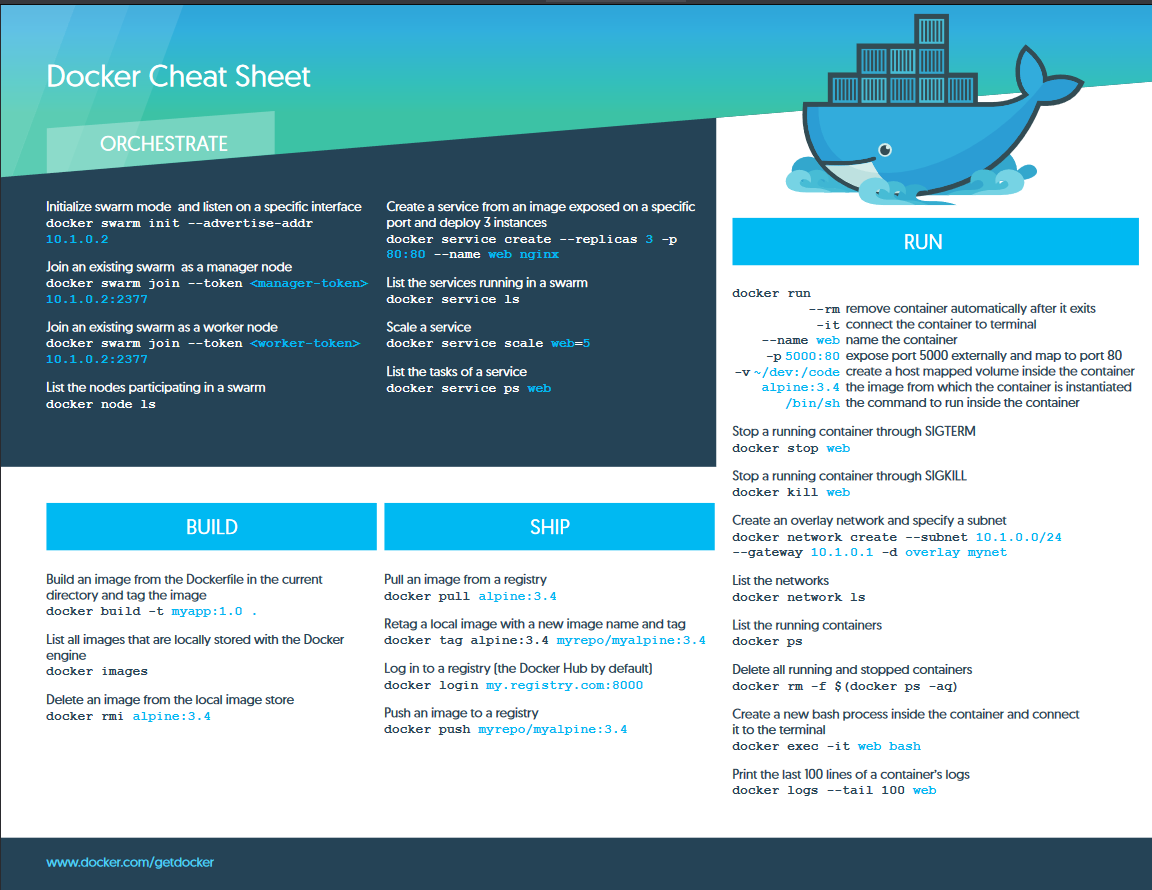 Docker Cheat Sheet
ORCHESTRATE
Initialize swarm mode and listen on a specific interface
docker swarm init --advertise-addr
10.1.0.2
Join an existing swarm as a manager node
docker swarm join --token <manager-token>
10.1.0.2:2377
Join an existing swarm as a worker node
docker swarm join --token <worker-token>
10.1.0.2:2377
List the nodes participating in a swarm
docker node ls
Create a service from an image exposed on a specific
port and deploy 3 instances
docker service create --replicas 3 -p
80:80 --name web nginx
List the services running in a swarm
docker service ls
Scale a service
docker service scale web=5
List the tasks of a service
docker service ps web
BUILD
Build an image from the Dockerfile in the current
directory and tag the image
docker build -t myapp:1.0 .
List all images that are locally stored with the Docker
engine
docker images
Delete an image from the local image store
docker rmi alpine:3.4
SHIP
Pull an image from a registry
docker pull alpine:3.4
Retag a local image with a new image name and tag
docker tag alpine:3.4 myrepo/myalpine:3.4
Log in to a registry (the Docker Hub by default)
docker login my.registry.com:8000
Push an image to a registry
docker push myrepo/myalpine:3.4
RUN
docker run
--rm remove container automatically after it exits
-it connect the container to terminal
--name web name the container
-p 5000:80 expose port 5000 externally and map to port 80
-v ~/dev:/code create a host mapped volume inside the container
alpine:3.4 the image from which the container is instantiated
/bin/sh the command to run inside the container
Stop a running container through SIGTERM
docker stop web
Stop a running container through SIGKILL
docker kill web
Create an overlay network and specify a subnet
docker network create --subnet 10.1.0.0/24
--gateway 10.1.0.1 -d overlay mynet
List the networks
docker network ls
List the running containers
docker ps
Delete all running and stopped containers
docker rm -f $(docker ps -aq)
Create a new bash process inside the container and connect
it to the terminal
docker exec -it web bash
Print the last 100 lines of a container's logs
docker logs --tail 100 web
www.docker.com/getdocker